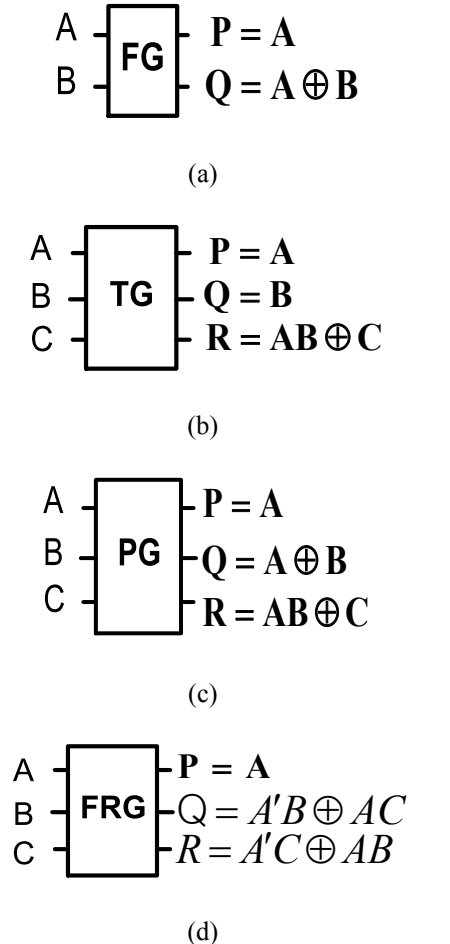 A FG P = A
B Q = A ⊕ B
(a)
A P = A
B TG Q = B
C R = AB ⊕ C
(b)
A P = A
B PG Q = A ⊕ B
C R = AB ⊕ C
(c)
A P = A
B FRG Q = A′B ⊕ AC
C R = A′C ⊕ AB
(d)